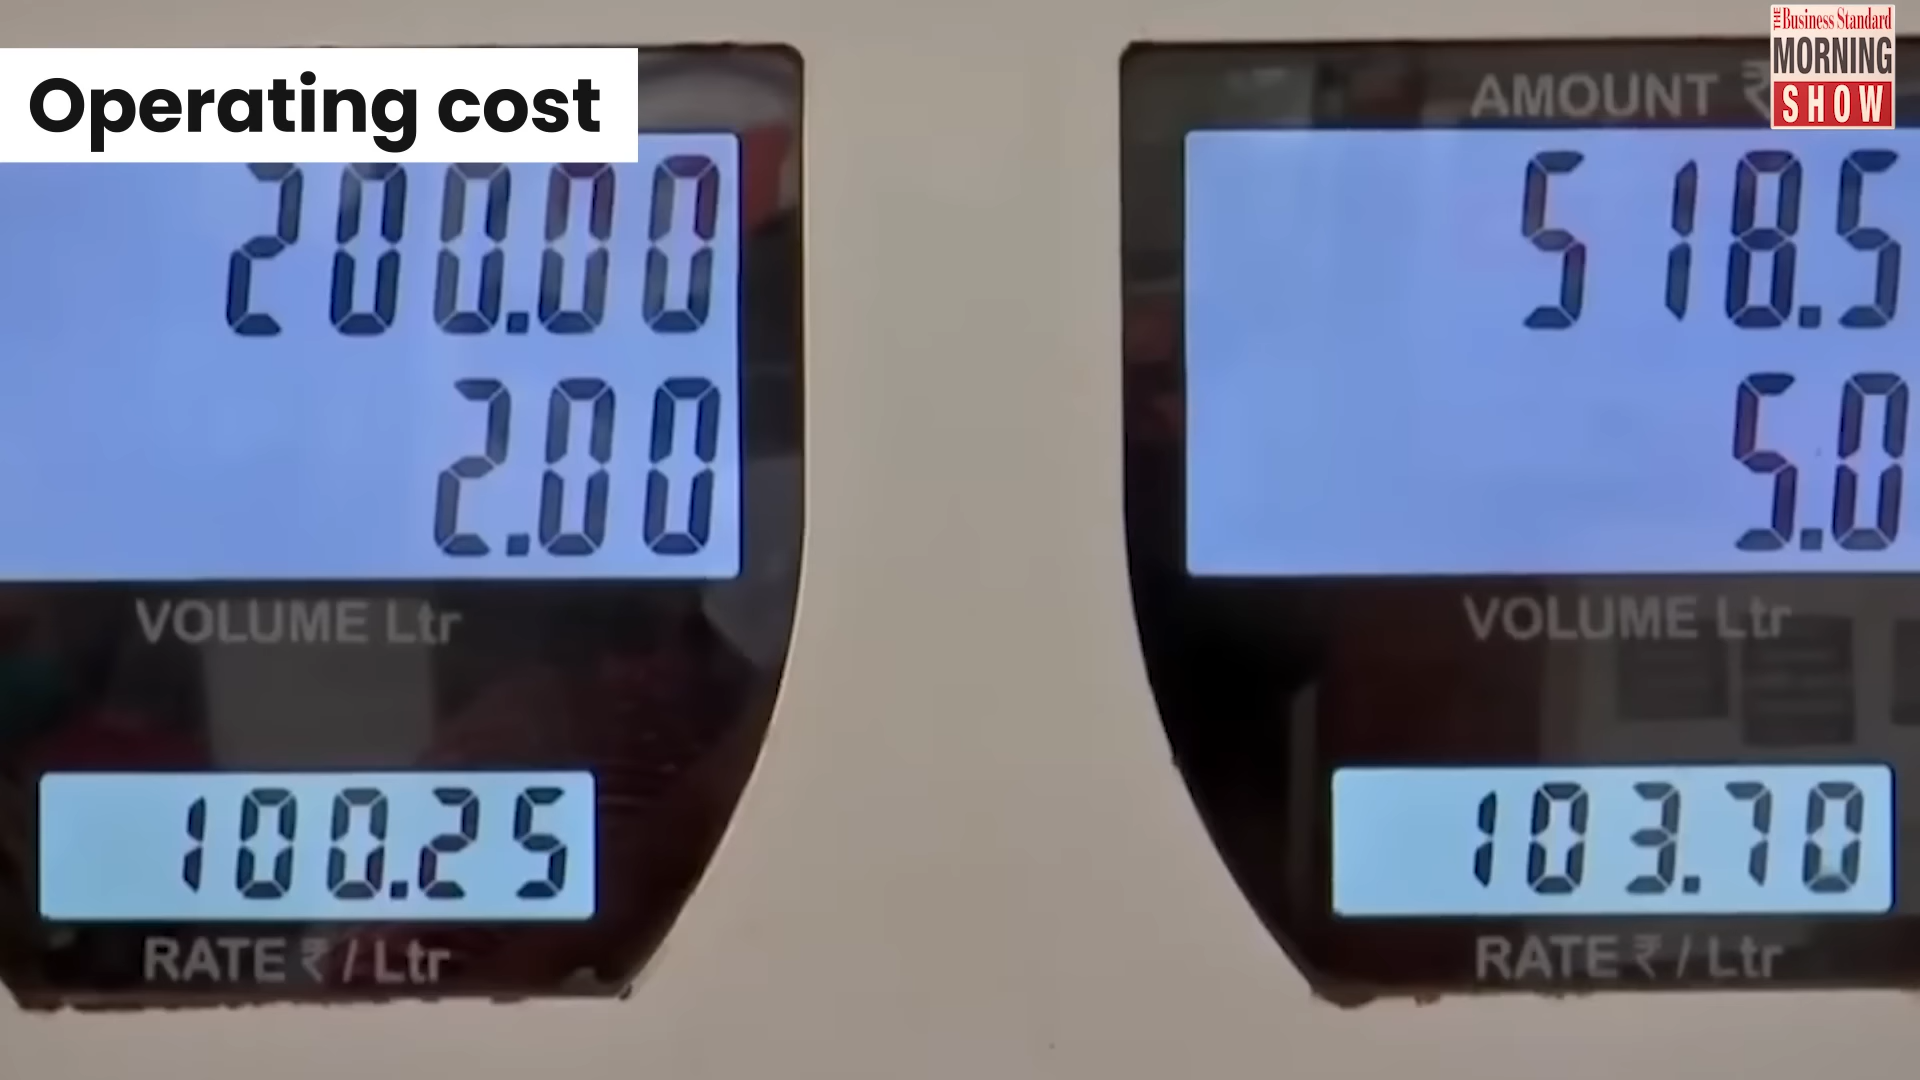 Operating cost
200.00
2.00
VOLUME Ltr
100.25
RATE ₹ / Ltr
THE Business Standard
MORNING
SHOW
AMOUNT ₹
518.5
5.0
VOLUME Ltr
103.70
RATE ₹ / Ltr